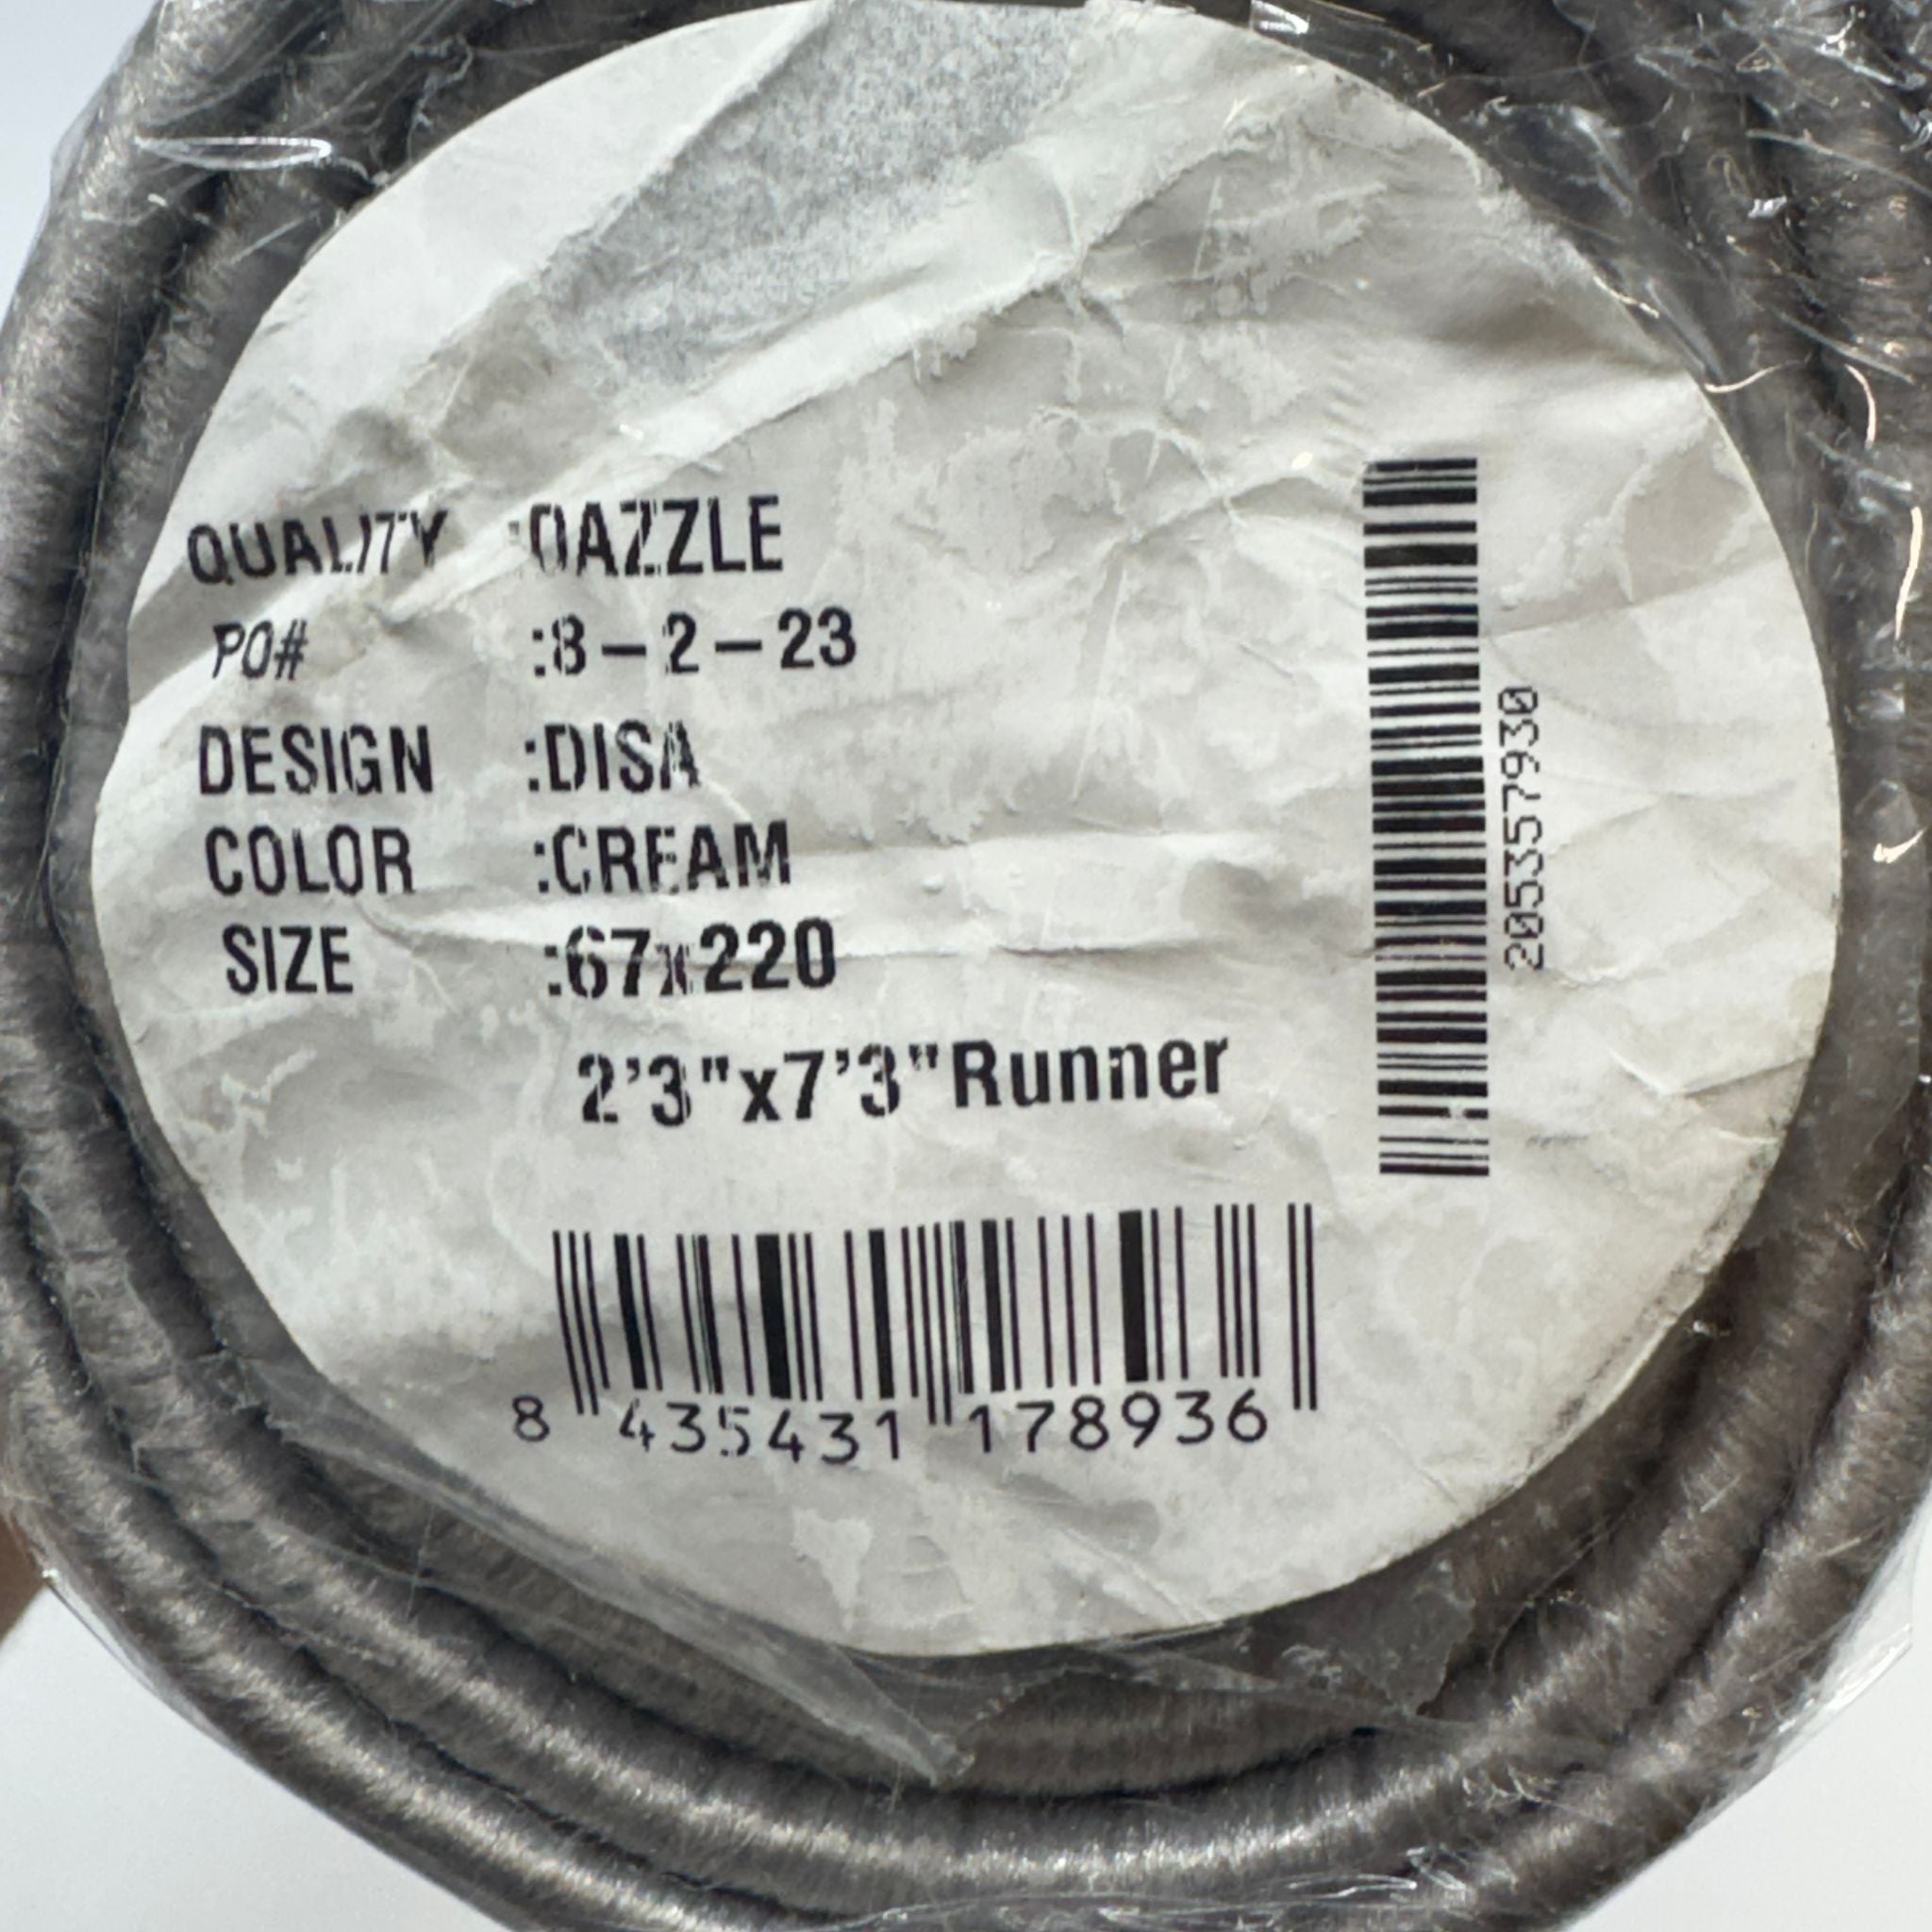 QUALITY :DAZZLE
PO# :8-2-23
DESIGN :DISA
COLOR :CREAM
SIZE :67x220
2'3"x7'3"Runner
205357930
8 435431 178936